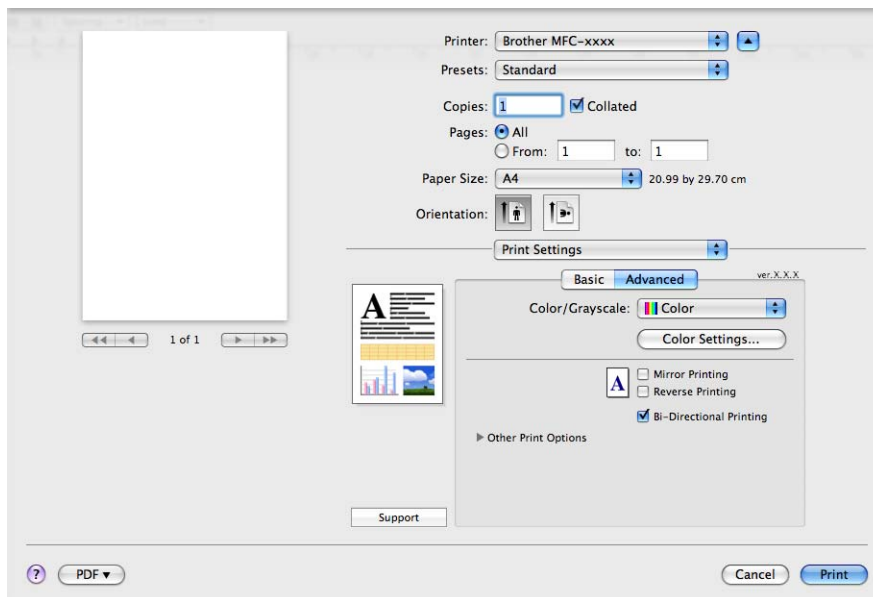 Printer: Brother MFC-xxxx
Presets: Standard
Copies: 1 Collated
Pages: All
From: 1 to: 1
Paper Size: A4 20.99 by 29.70 cm
Orientation:
Print Settings
Basic Advanced ver.X.X.X
Color/Grayscale: Color
Color Settings...
A
A
Mirror Printing
Reverse Printing
Bi-Directional Printing
Other Print Options
1 of 1
Support
? PDF Cancel Print